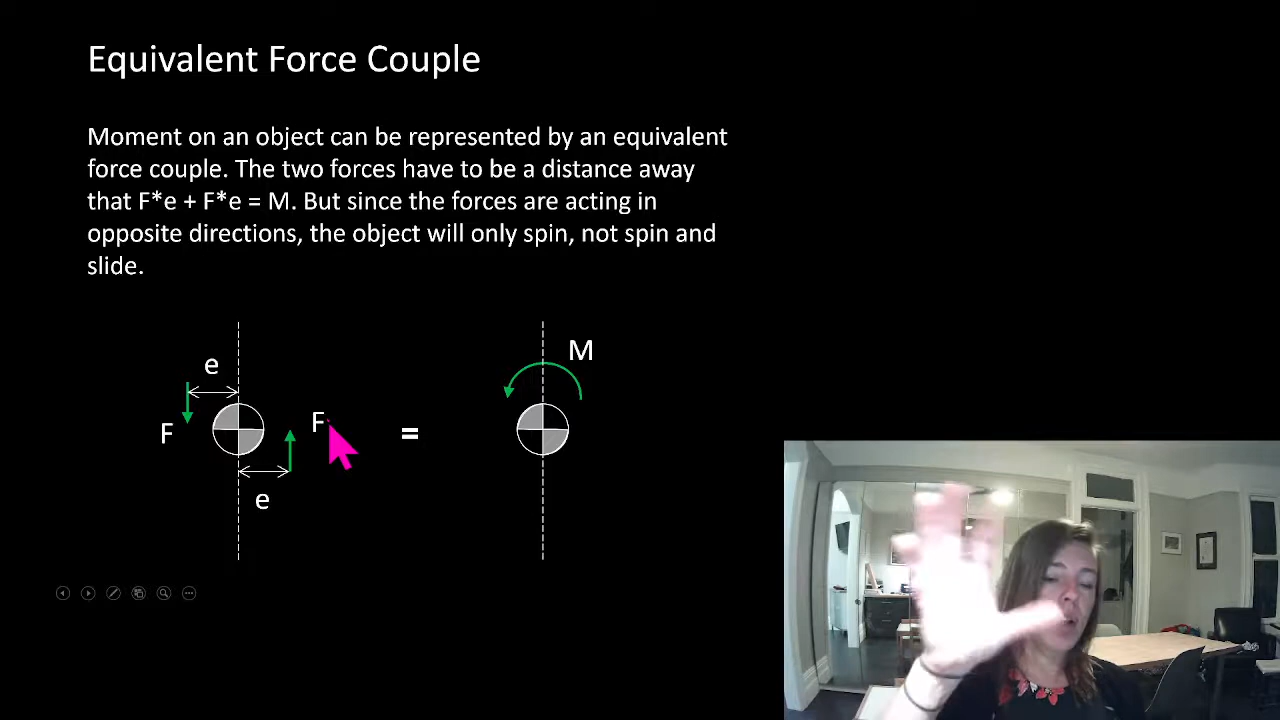 Equivalent Force Couple
Moment on an object can be represented by an equivalent
force couple. The two forces have to be a distance away
that F*e + F*e = M. But since the forces are acting in
opposite directions, the object will only spin, not spin and
slide.
e
M
F
F
=
e